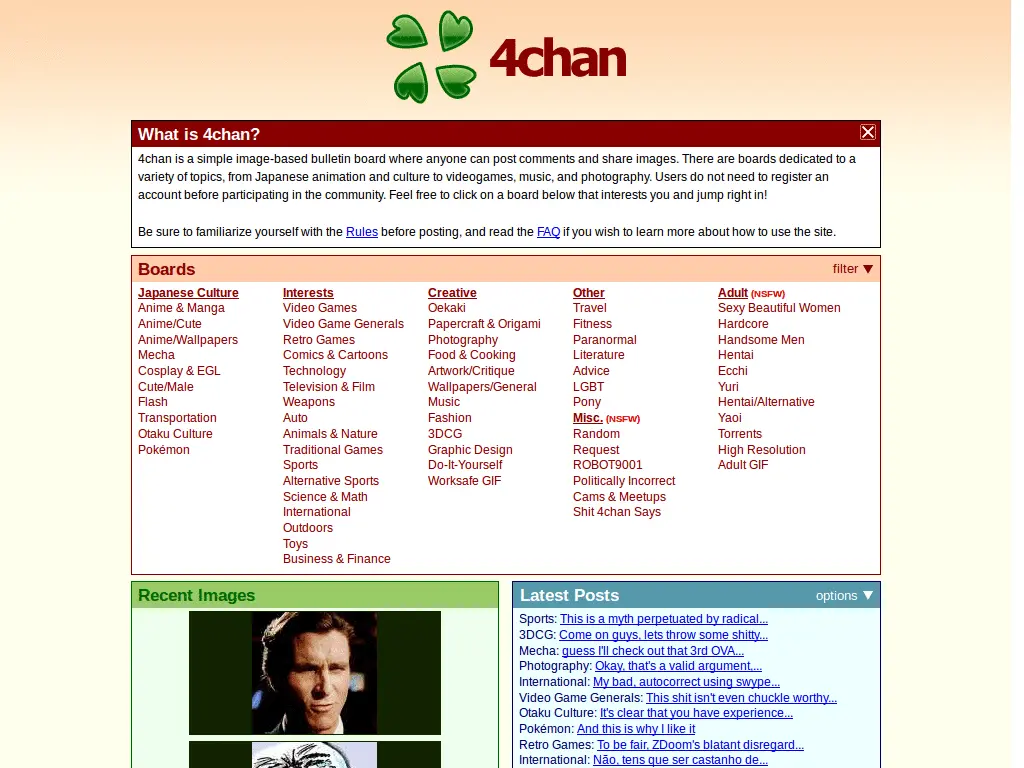 4chan
What is 4chan?
4chan is a simple image-based bulletin board where anyone can post comments and share images. There are boards dedicated to a
variety of topics, from Japanese animation and culture to videogames, music, and photography. Users do not need to register an
account before participating in the community. Feel free to click on a board below that interests you and jump right in!
Be sure to familiarize yourself with the Rules before posting, and read the FAQ if you wish to learn more about how to use the site.
Boards
filter ▼
Japanese Culture
Anime & Manga
Anime/Cute
Anime/Wallpapers
Mecha
Cosplay & EGL
Cute/Male
Flash
Transportation
Otaku Culture
Pokémon
Interests
Video Games
Video Game Generals
Retro Games
Comics & Cartoons
Technology
Television & Film
Weapons
Auto
Animals & Nature
Traditional Games
Sports
Alternative Sports
Science & Math
International
Outdoors
Toys
Business & Finance
Creative
Oekaki
Papercraft & Origami
Photography
Food & Cooking
Artwork/Critique
Wallpapers/General
Music
Fashion
3DCG
Graphic Design
Do-It-Yourself
Worksafe GIF
Other
Travel
Fitness
Paranormal
Literature
Advice
LGBT
Pony
Misc. (NSFW)
Random
Request
ROBOT9001
Politically Incorrect
Cams & Meetups
Shit 4chan Says
Adult (NSFW)
Sexy Beautiful Women
Hardcore
Handsome Men
Hentai
Ecchi
Yuri
Hentai/Alternative
Yaoi
Torrents
High Resolution
Adult GIF
Recent Images
Latest Posts
options ▼
Sports: This is a myth perpetuated by radical...
3DCG: Come on guys, lets throw some shitty...
Mecha: guess I'll check out that 3rd OVA...
Photography: Okay, that's a valid argument,...
International: My bad, autocorrect using swype...
Video Game Generals: This shit isn't even chuckle worthy...
Otaku Culture: It's clear that you have experience...
Pokémon: And this is why I like it
Retro Games: To be fair, ZDoom's blatant disregard...
International: Não, tens que ser castanho de...